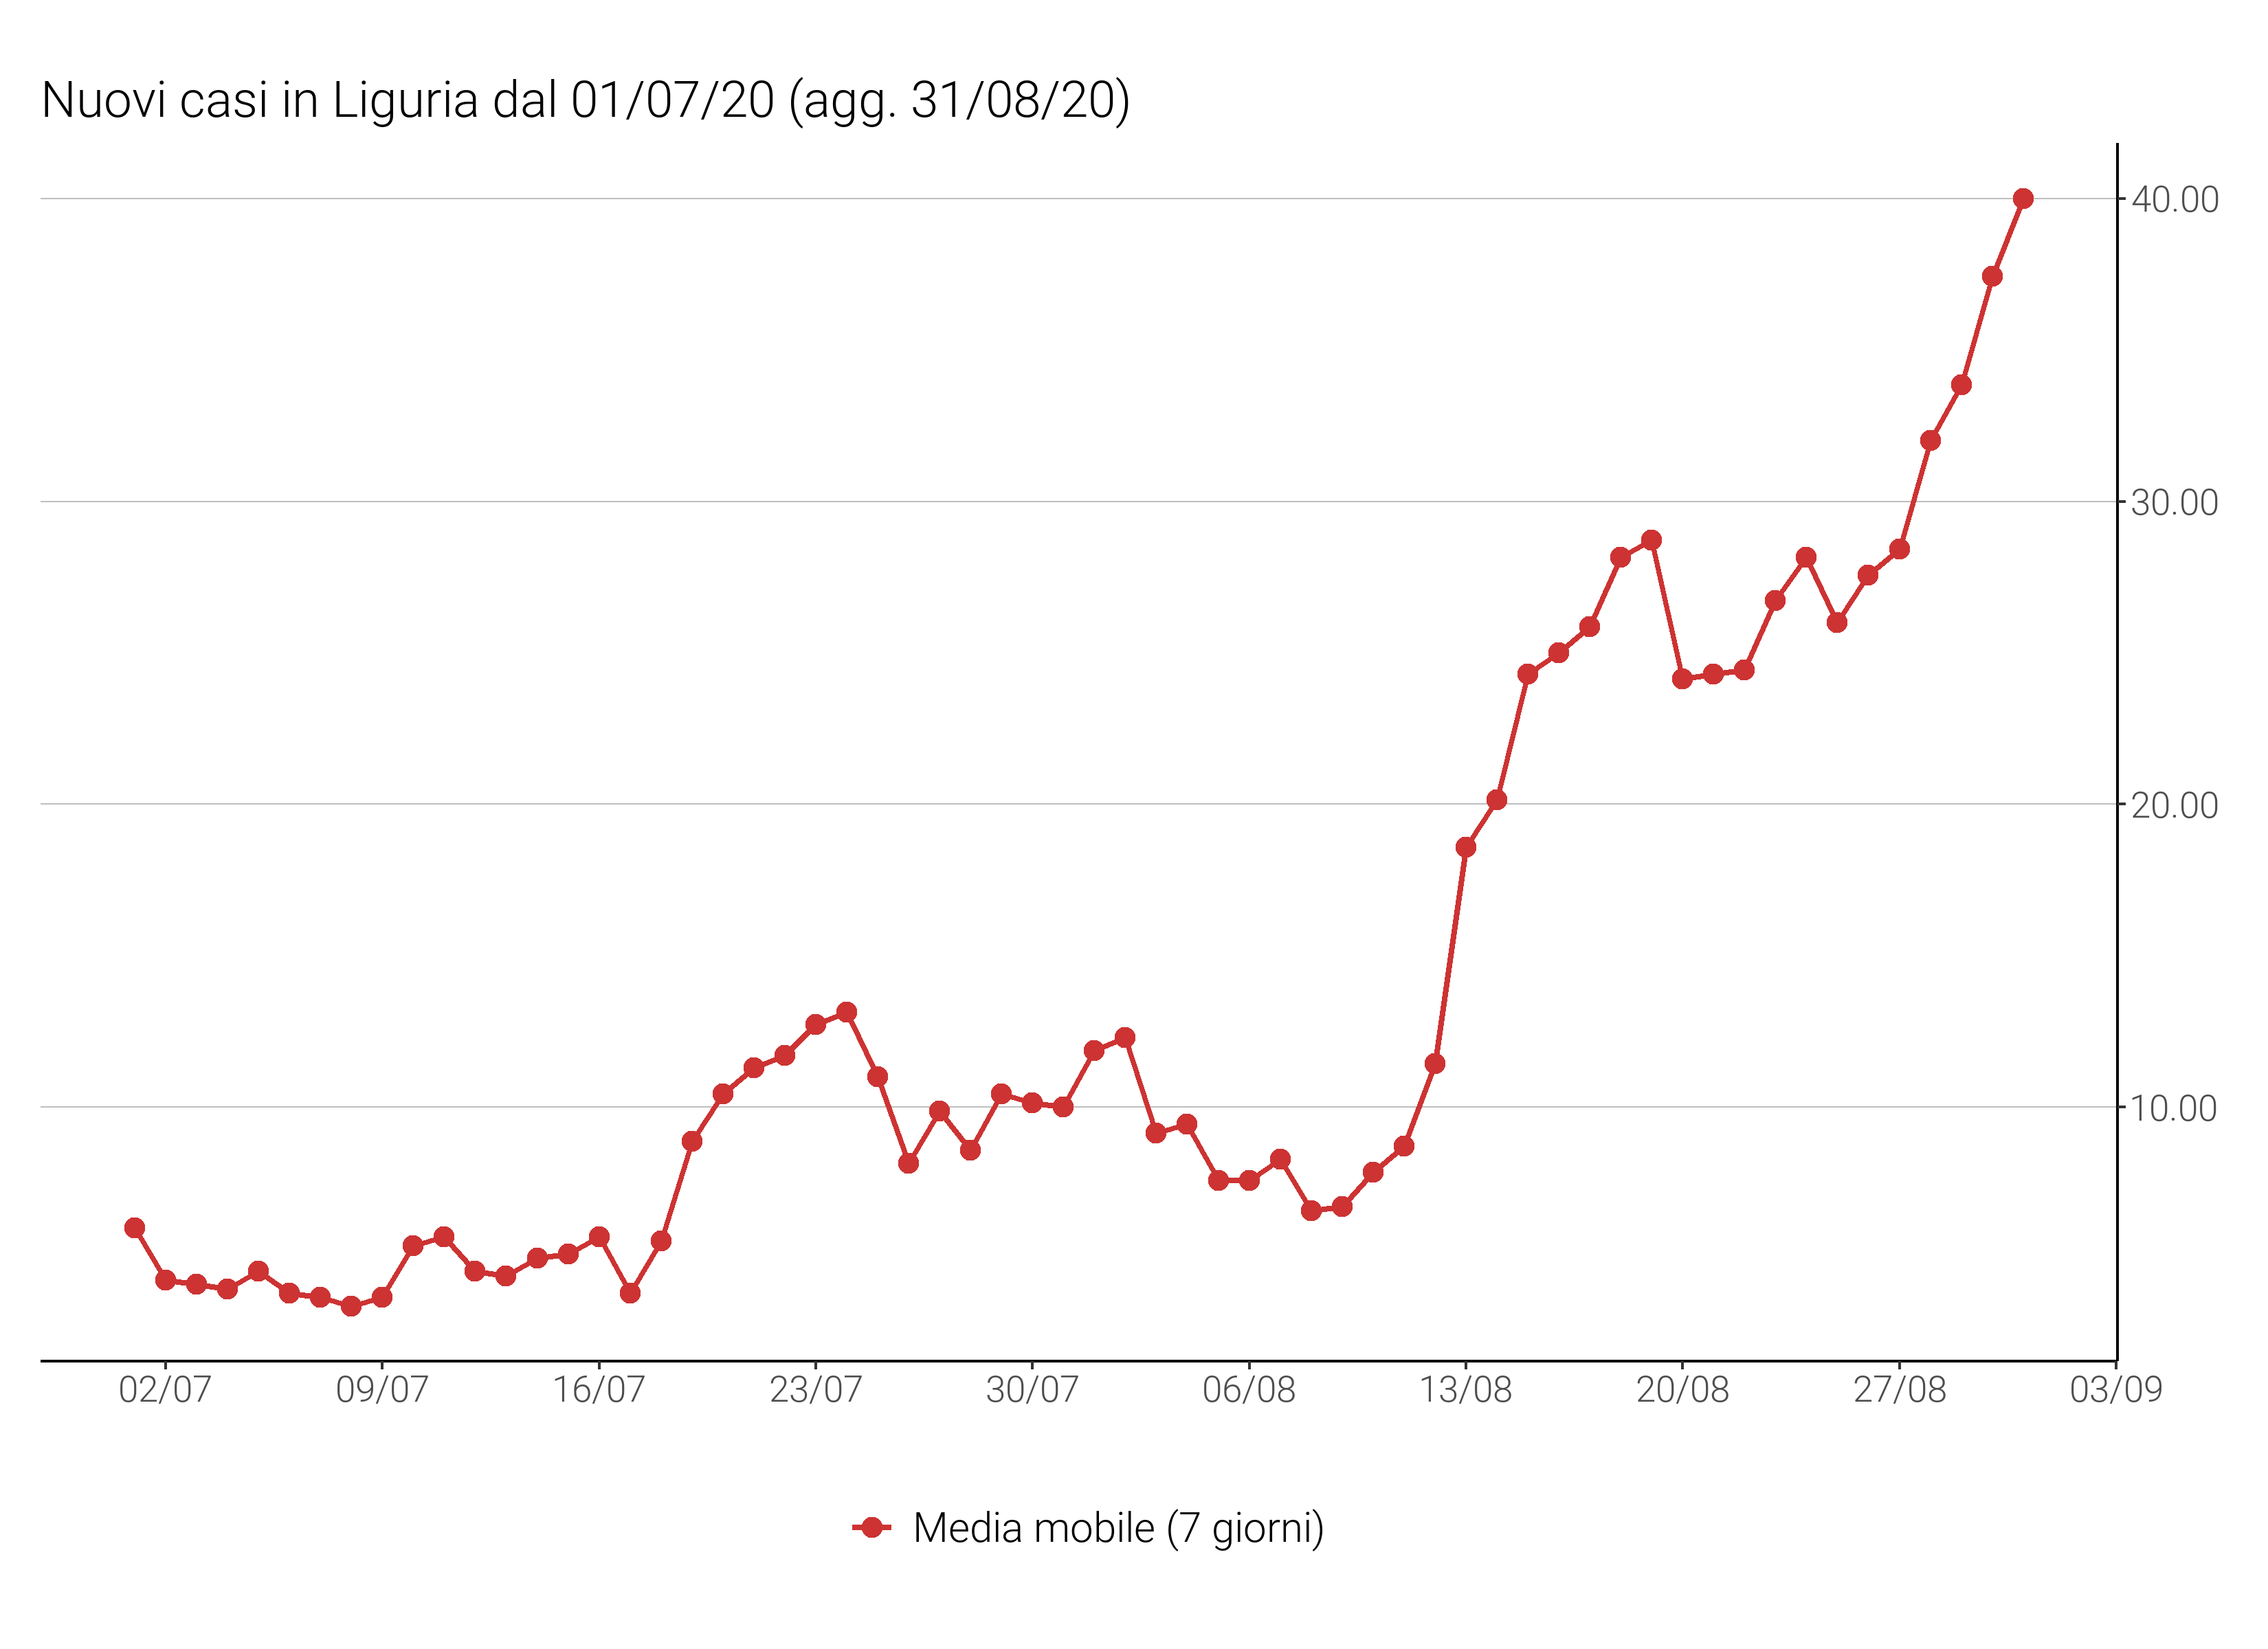 Nuovi casi in Liguria dal 01/07/20 (agg. 31/08/20)
40.00
30.00
20.00
10.00
02/07 09/07 16/07 23/07 30/07 06/08 13/08 20/08 27/08 03/09
Media mobile (7 giorni)